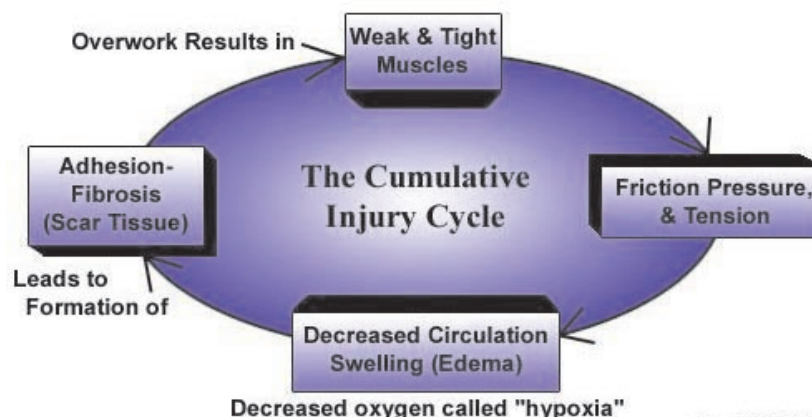 Overwork Results in
Weak & Tight
Muscles
Adhesion-
Fibrosis
(Scar Tissue)
The Cumulative
Injury Cycle
Friction Pressure,
& Tension
Leads to
Formation of
Decreased Circulation
Swelling (Edema)
Decreased oxygen called "hypoxia"